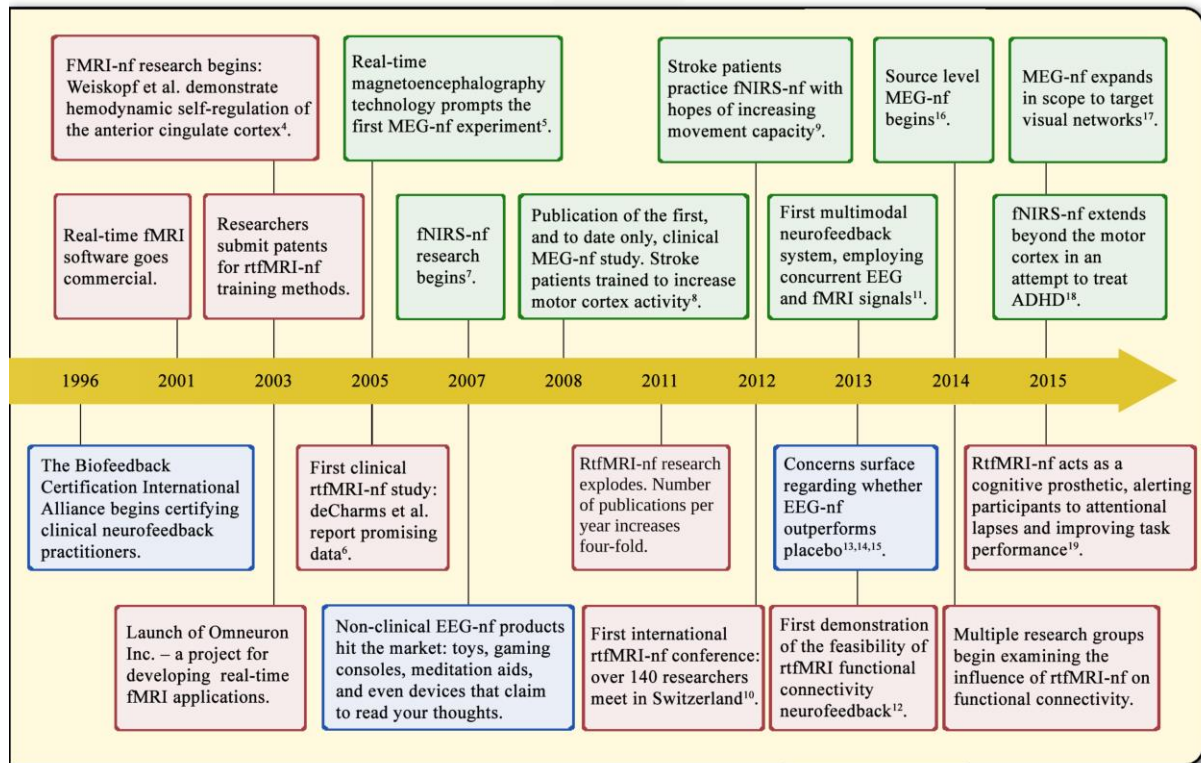 FMRI-nf research begins:
Weiskopf et al. demonstrate
hemodynamic self-regulation of
the anterior cingulate cortex⁴.
Real-time
magnetoencephalography
technology prompts the
first MEG-nf experiment⁵.
Stroke patients
practice fNIRS-nf with
hopes of increasing
movement capacity⁹.
Source level
MEG-nf
begins¹⁶.
MEG-nf expands
in scope to target
visual networks¹⁷.
Real-time fMRI
software goes
commercial.
Researchers
submit patents
for rtfMRI-nf
training methods.
fNIRS-nf
research
begins⁷.
Publication of the first,
and to date only, clinical
MEG-nf study. Stroke
patients trained to increase
motor cortex activity⁸.
First multimodal
neurofeedback
system, employing
concurrent EEG
and fMRI signals¹¹.
fNIRS-nf extends
beyond the motor
cortex in an
attempt to treat
ADHD¹⁸.
1996 2001 2003 2005 2007 2008 2011 2012 2013 2014 2015
The Biofeedback
Certification International
Alliance begins certifying
clinical neurofeedback
practitioners.
First clinical
rtfMRI-nf study:
deCharms et al.
report promising
data⁶.
RtfMRI-nf research
explodes. Number
of publications per
year increases
four-fold.
Concerns surface
regarding whether
EEG-nf
outperforms
placebo¹³,¹⁴,¹⁵.
RtfMRI-nf acts as a
cognitive prosthetic, alerting
participants to attentional
lapses and improving task
performance¹⁹.
Launch of Omneuron
Inc. – a project for
developing real-time
fMRI applications.
Non-clinical EEG-nf products
hit the market: toys, gaming
consoles, meditation aids,
and even devices that claim
to read your thoughts.
First international
rtfMRI-nf conference:
over 140 researchers
meet in Switzerland¹⁰.
First demonstration
of the feasibility of
rtfMRI functional
connectivity
neurofeedback¹².
Multiple research groups
begin examining the
influence of rtfMRI-nf on
functional connectivity.